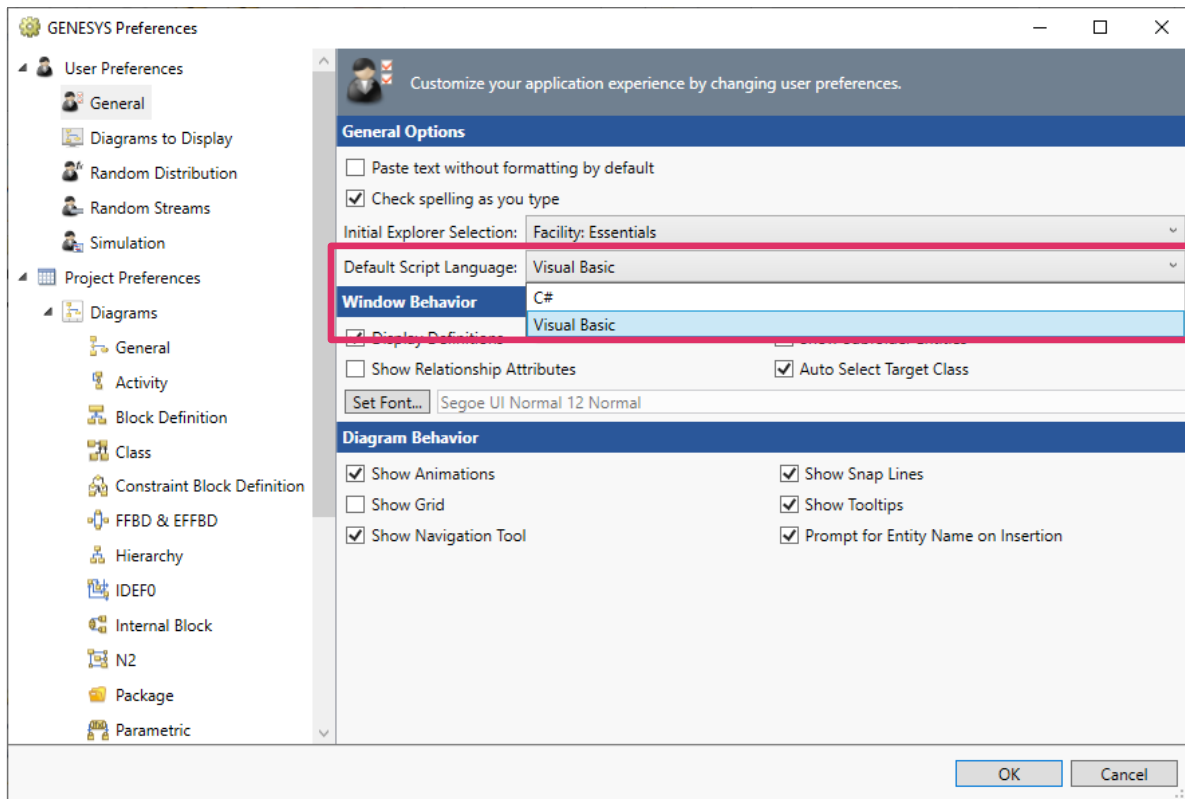 GENESYS Preferences
User Preferences
General
Diagrams to Display
Random Distribution
Random Streams
Simulation
Project Preferences
Diagrams
General
Activity
Block Definition
Class
Constraint Block Definition
FFBD & EFFBD
Hierarchy
IDEF0
Internal Block
N2
Package
Parametric
Customize your application experience by changing user preferences.
General Options
Paste text without formatting by default
Check spelling as you type
Initial Explorer Selection: Facility: Essentials
Default Script Language: Visual Basic
C#
Window Behavior
Visual Basic
Display Definitions Show Subfolder Entities
Show Relationship Attributes Auto Select Target Class
Set Font... Segoe UI Normal 12 Normal
Diagram Behavior
Show Animations Show Snap Lines
Show Grid Show Tooltips
Show Navigation Tool Prompt for Entity Name on Insertion
OK Cancel